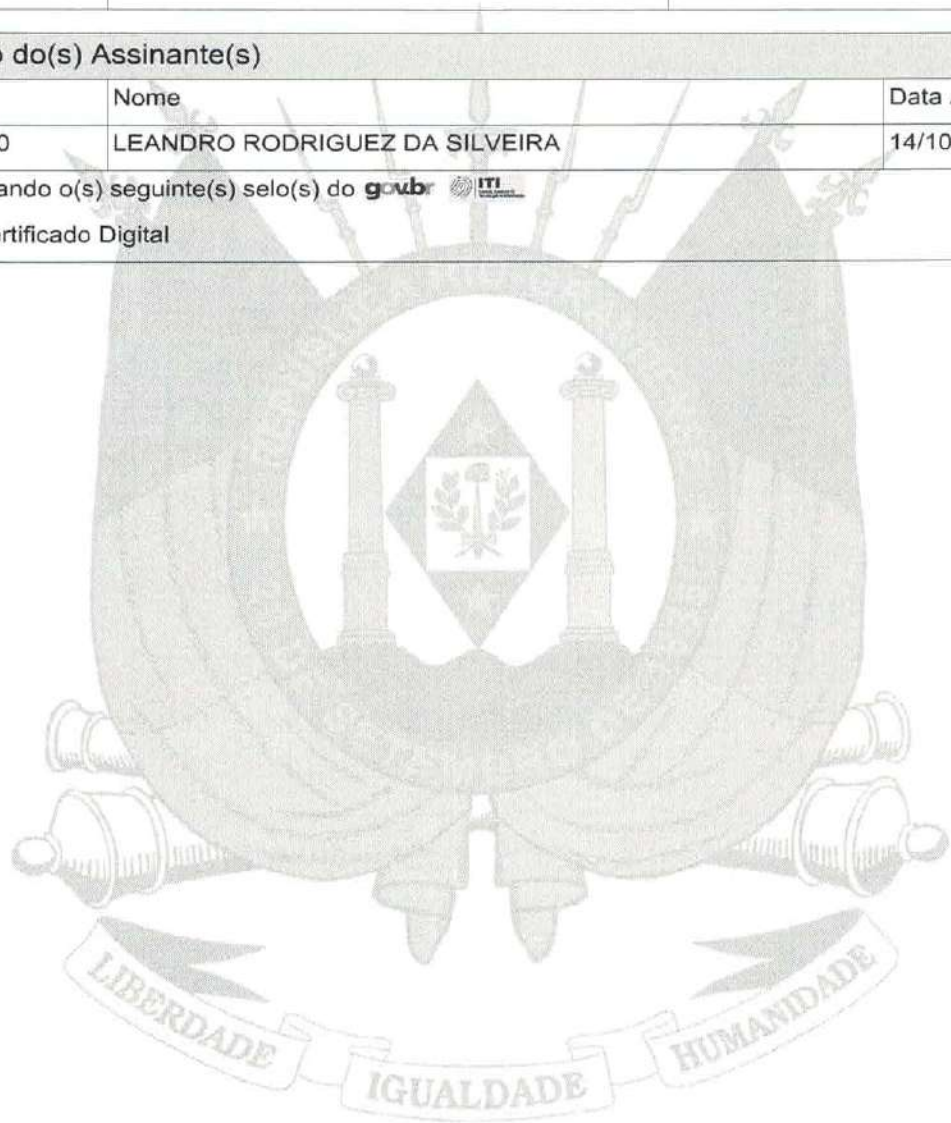 o do(s) Assinante(s)
Nome
Data
0
LEANDRO RODRIGUEZ DA SILVEIRA
14/10
ando o(s) seguinte(s) selo(s) do gov.br ITI
ertificado Digital
LIBERDADE
IGUALDADE
HUMANIDADE